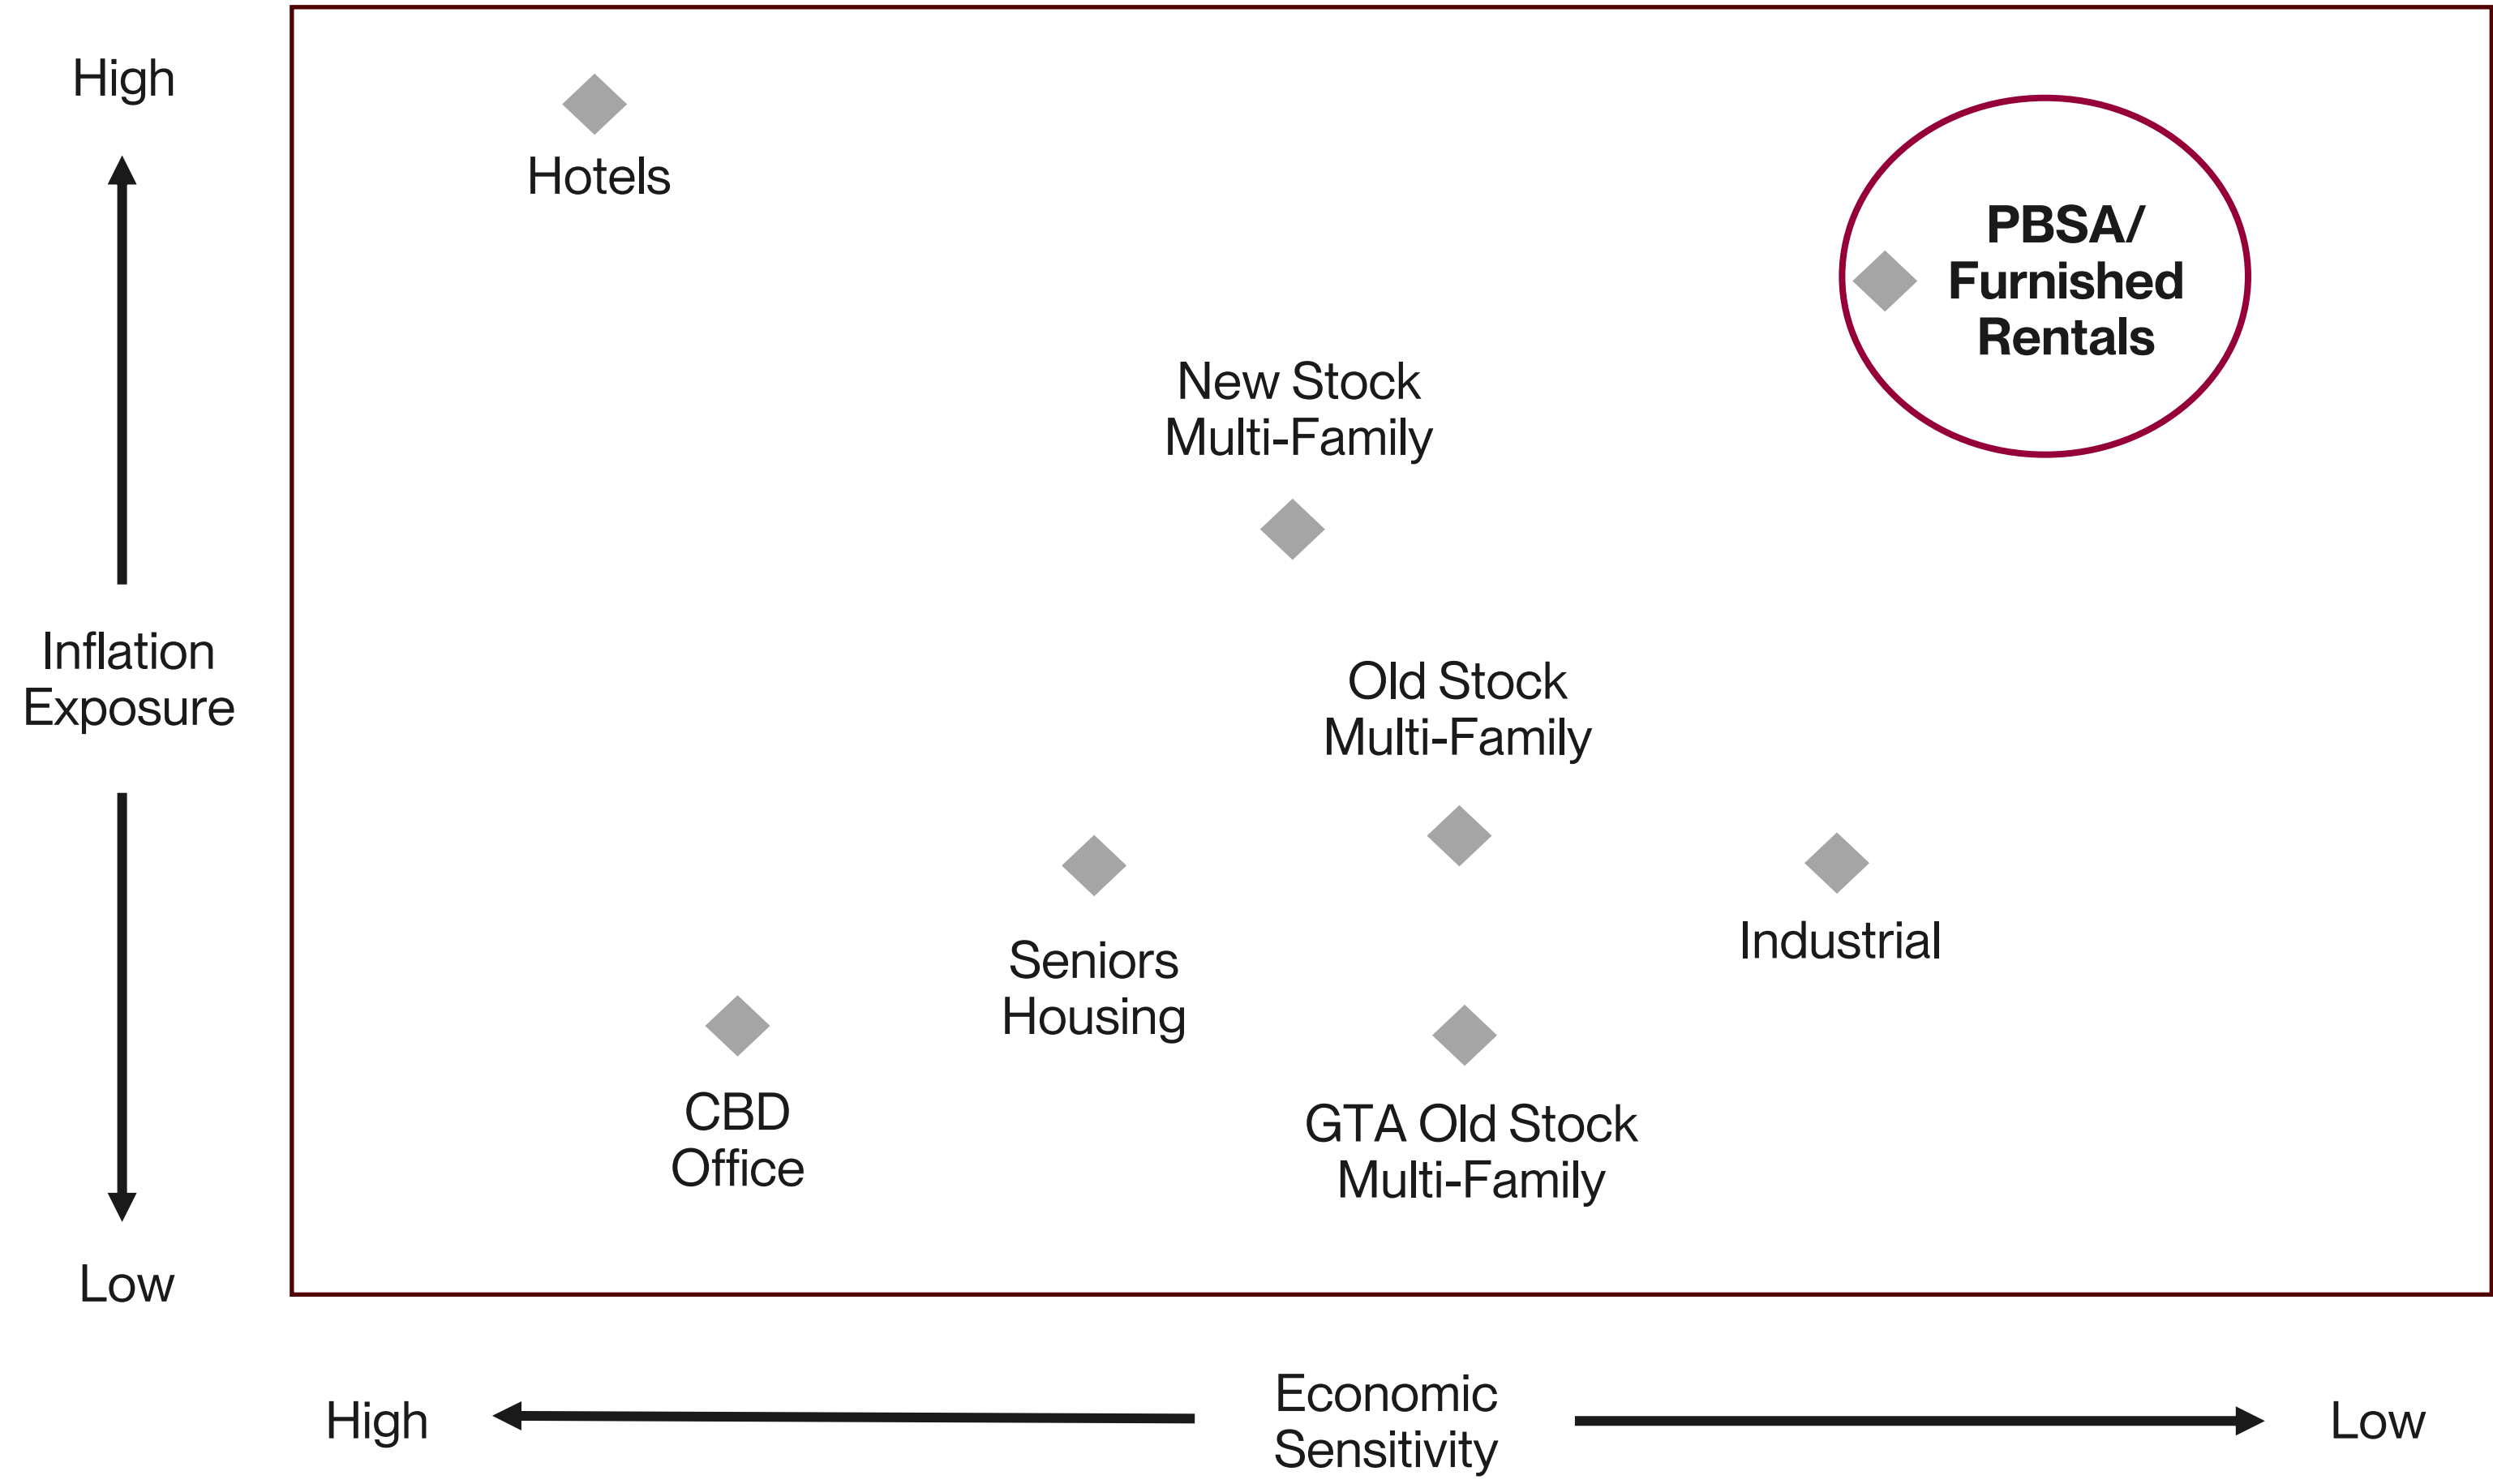 High
Hotels
PBSA/
Furnished
Rentals
New Stock
Multi-Family
Inflation
Exposure
Old Stock
Multi-Family
Seniors
Housing
Industrial
CBD
Office
GTA Old Stock
Multi-Family
Low
High
Economic
Sensitivity
Low